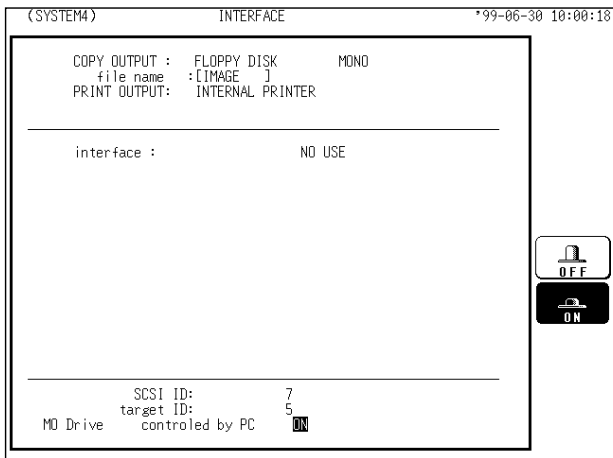 (SYSTEM4) INTERFACE '99-06-30 10:00:18
COPY OUTPUT : FLOPPY DISK MONO
file name :[IMAGE ]
PRINT OUTPUT: INTERNAL PRINTER
interface : NO USE
OFF
ON
SCSI ID: 7
target ID: 5
MO Drive controled by PC ON